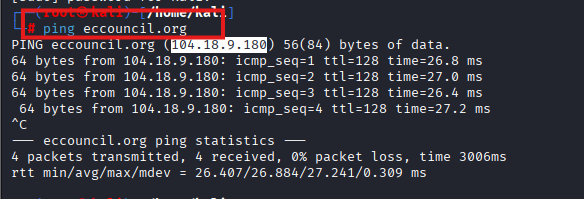 (root㉿kali)-[/home/kali]
# ping eccouncil.org
PING eccouncil.org (104.18.9.180) 56(84) bytes of data.
64 bytes from 104.18.9.180: icmp_seq=1 ttl=128 time=26.8 ms
64 bytes from 104.18.9.180: icmp_seq=2 ttl=128 time=27.0 ms
64 bytes from 104.18.9.180: icmp_seq=3 ttl=128 time=26.4 ms
64 bytes from 104.18.9.180: icmp_seq=4 ttl=128 time=27.2 ms
^C
--- eccouncil.org ping statistics ---
4 packets transmitted, 4 received, 0% packet loss, time 3006ms
rtt min/avg/max/mdev = 26.407/26.884/27.241/0.309 ms